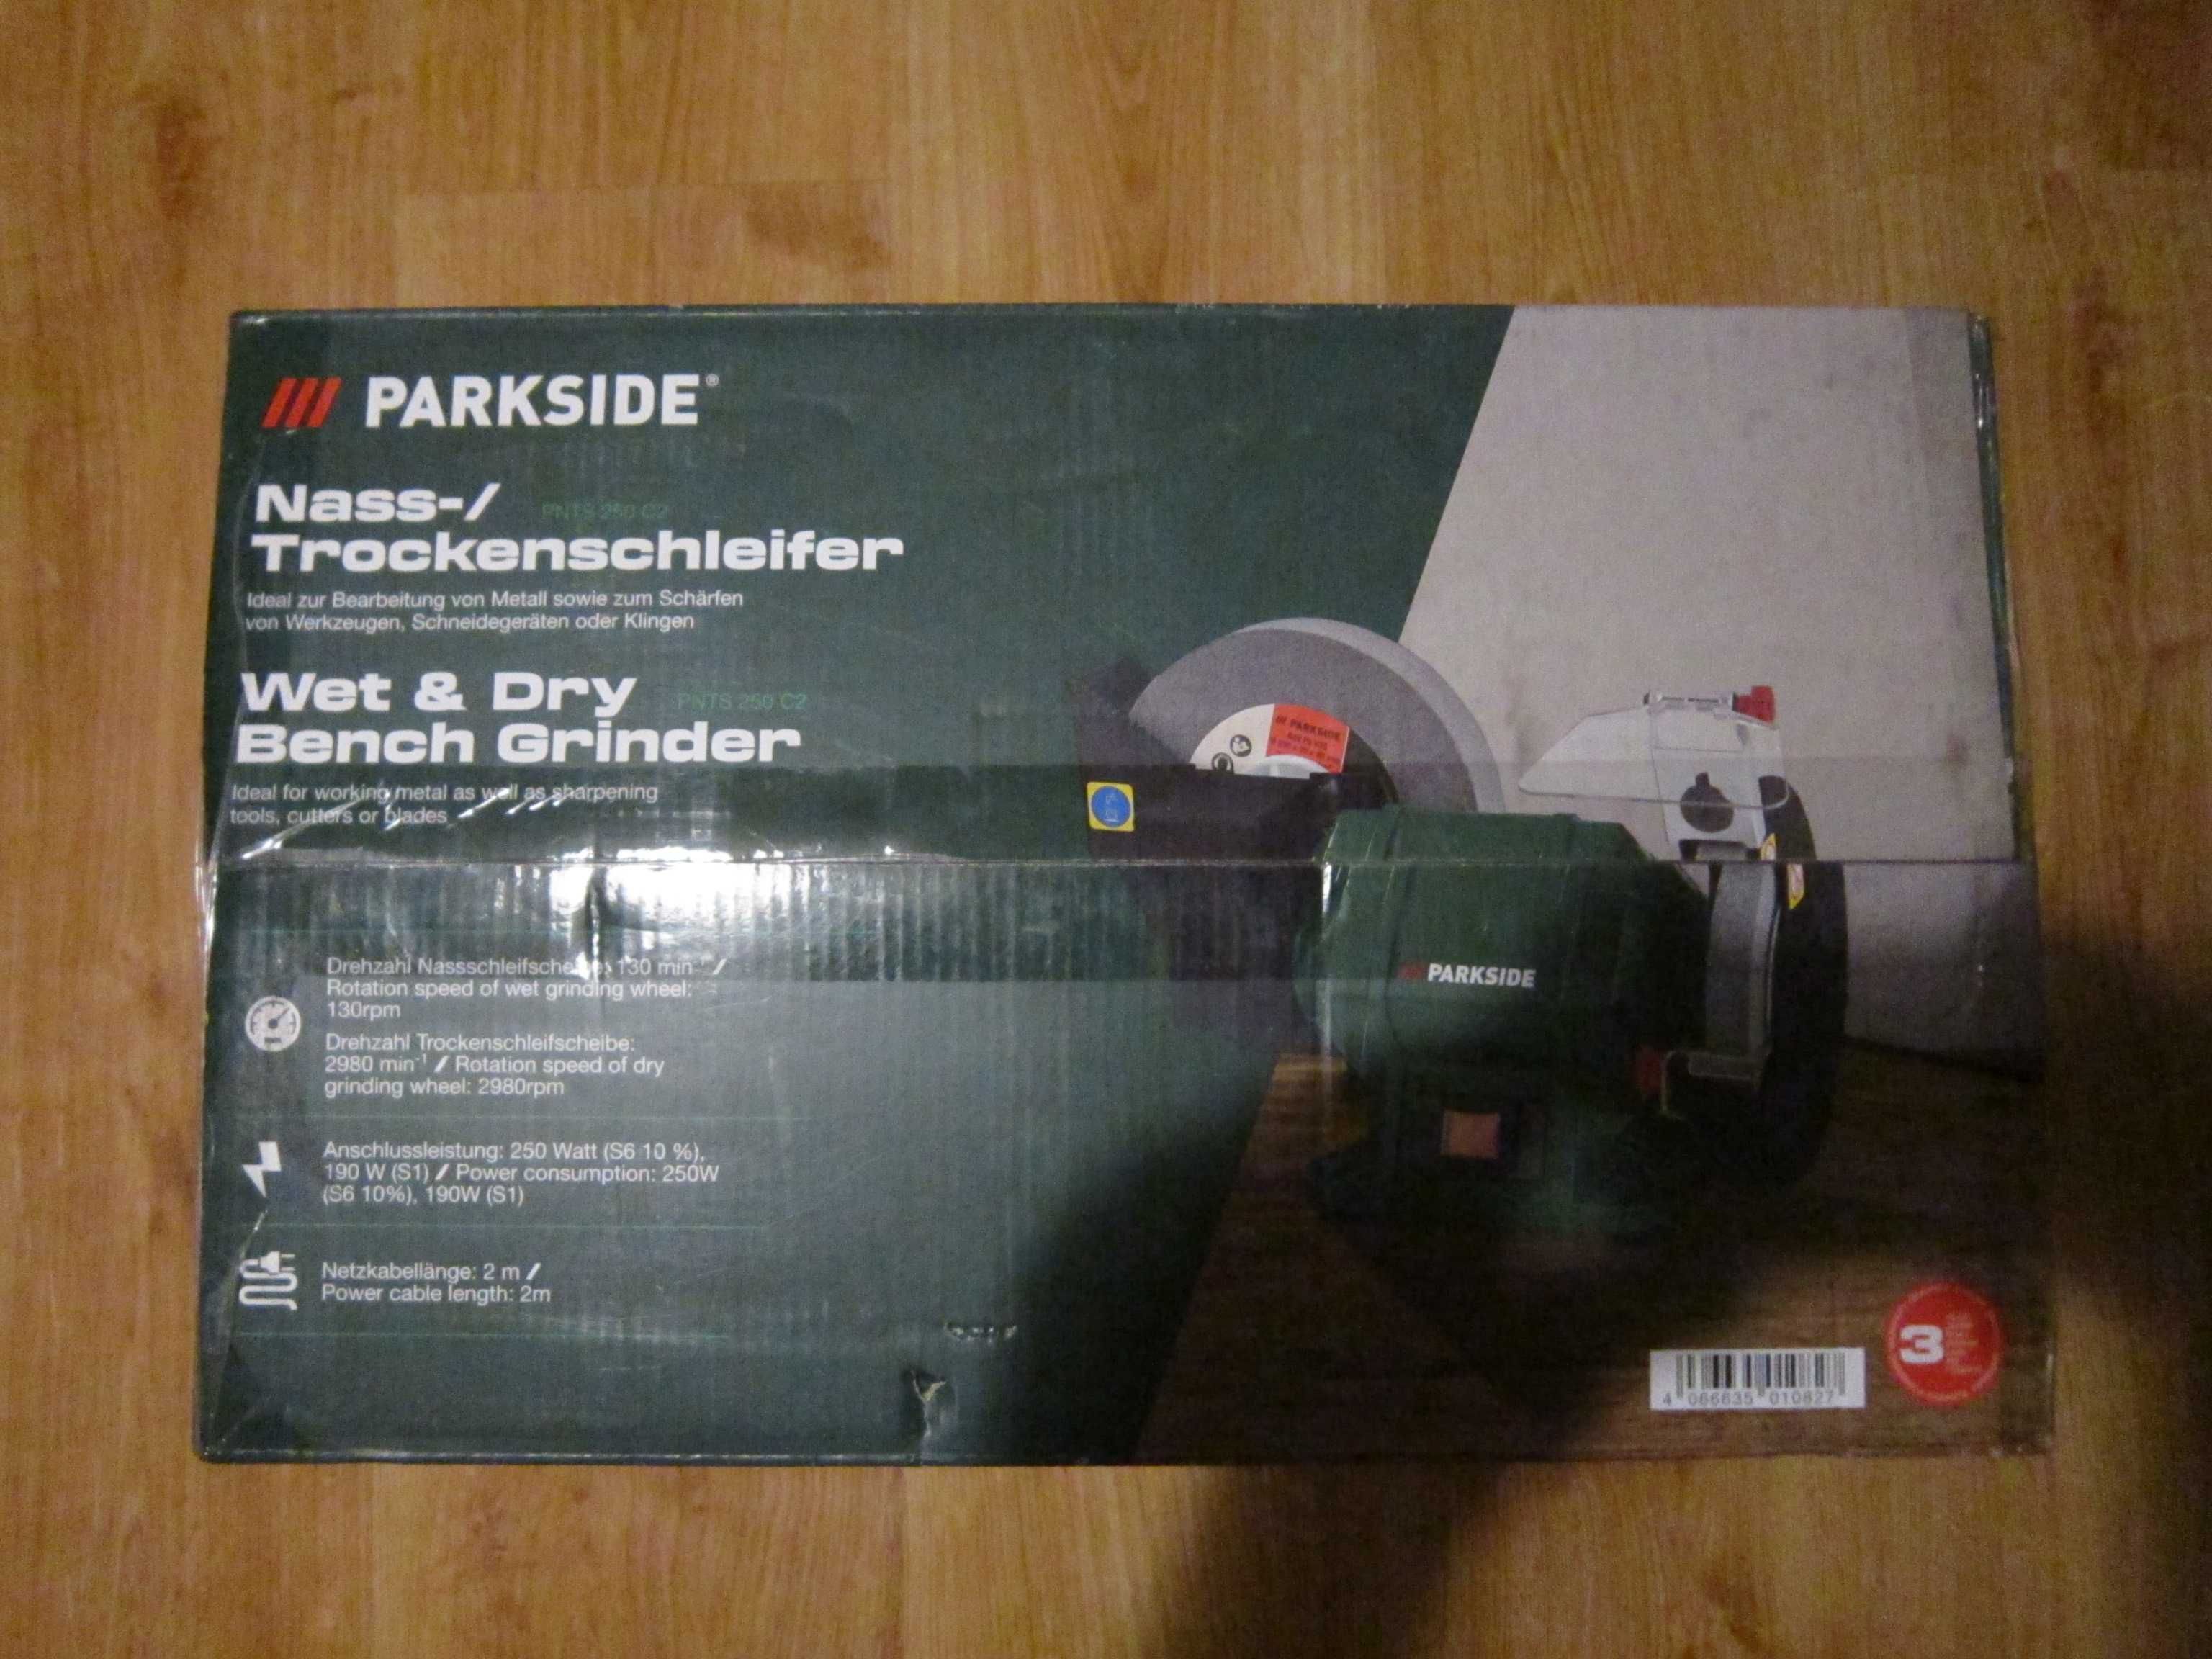 PARKSIDE®
Nass-/ PNTS 250 C2
Trockenschleifer
Ideal zur Bearbeitung von Metall sowie zum Schärfen
von Werkzeugen, Schneidegeräten oder Klingen
Wet & Dry PNTS 250 C2
Bench Grinder
Ideal for working metal as well as sharpening
tools, cutters or blades
Drehzahl Nassschleifscheibe: 130 min⁻¹ /
Rotation speed of wet grinding wheel:
130rpm
Drehzahl Trockenschleifscheibe:
2980 min⁻¹ / Rotation speed of dry
grinding wheel: 2980rpm
Anschlussleistung: 250 Watt (S6 10 %),
190 W (S1) / Power consumption: 250W
(S6 10%), 190W (S1)
Netzkabellänge: 2 m /
Power cable length: 2m
PARKSIDE
PARKSIDE
4 066635 010827
3